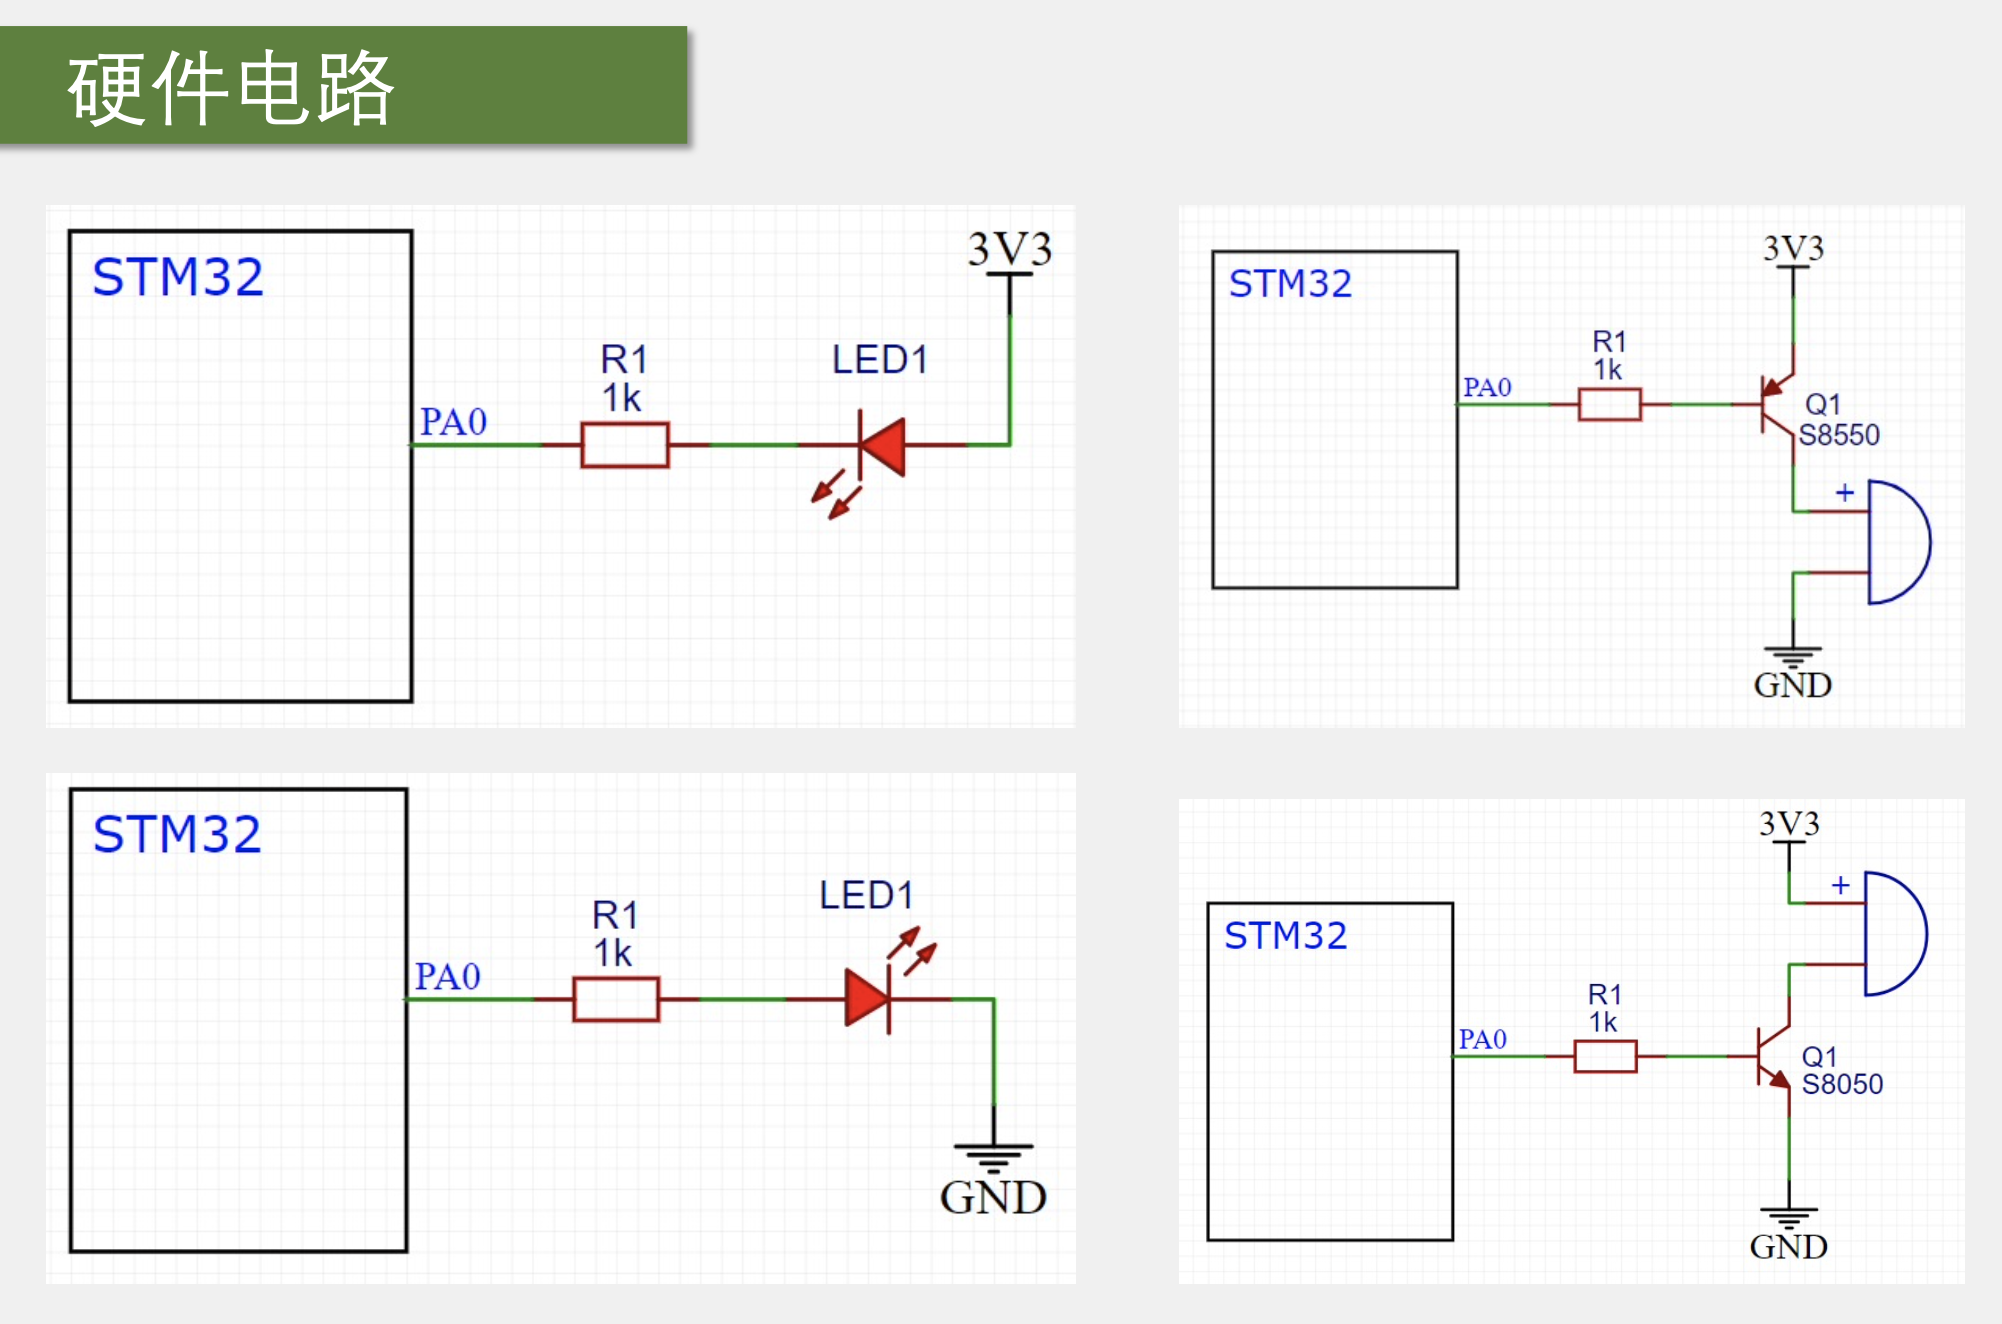 硬件电路
STM32
PA0
R1
1k
LED1
3V3
STM32
PA0
R1
1k
3V3
Q1
S8550
+
GND
STM32
PA0
R1
1k
LED1
GND
STM32
PA0
R1
1k
3V3
+
Q1
S8050
GND